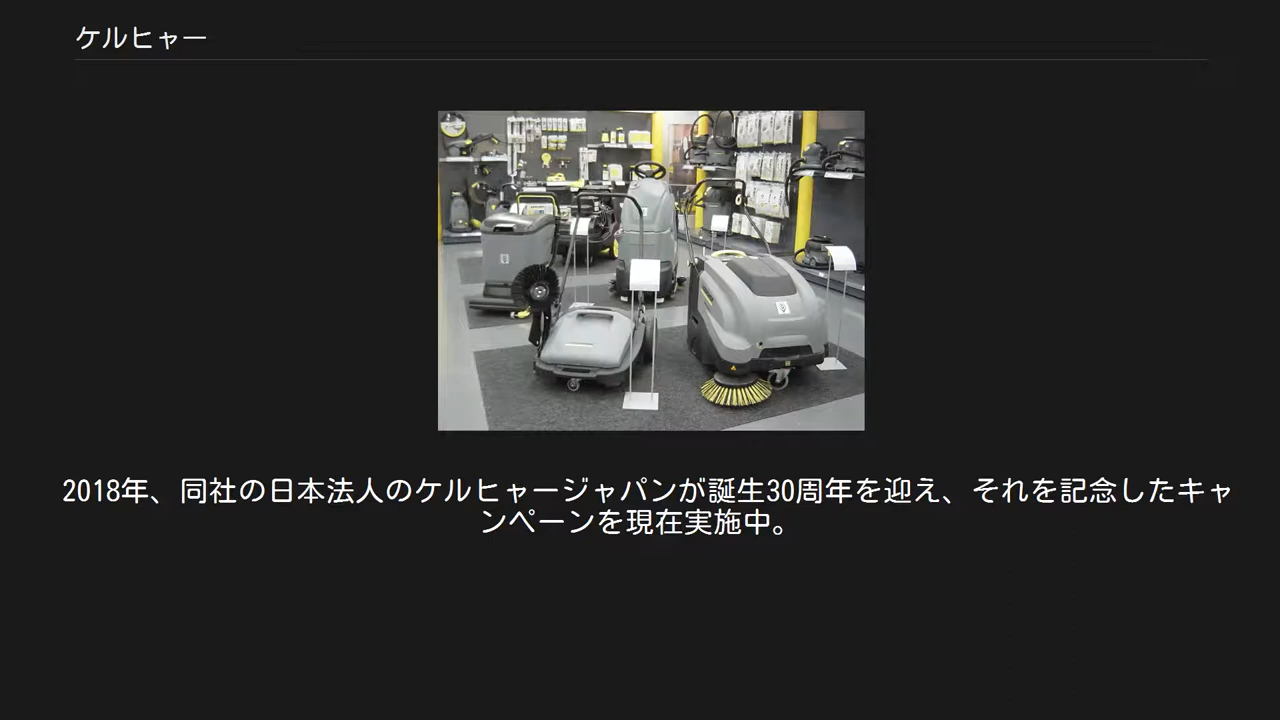 ケルヒャー
2018年、同社の日本法人のケルヒャージャパンが誕生30周年を迎え、それを記念したキャ
ンペーンを現在実施中。